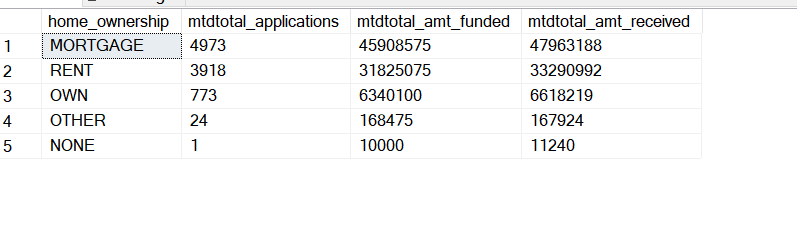 home_ownership mtdtotal_applications mtdtotal_amt_funded mtdtotal_amt_received
1 MORTGAGE 4973 45908575 47963188
2 RENT 3918 31825075 33290992
3 OWN 773 6340100 6618219
4 OTHER 24 168475 167924
5 NONE 1 10000 11240